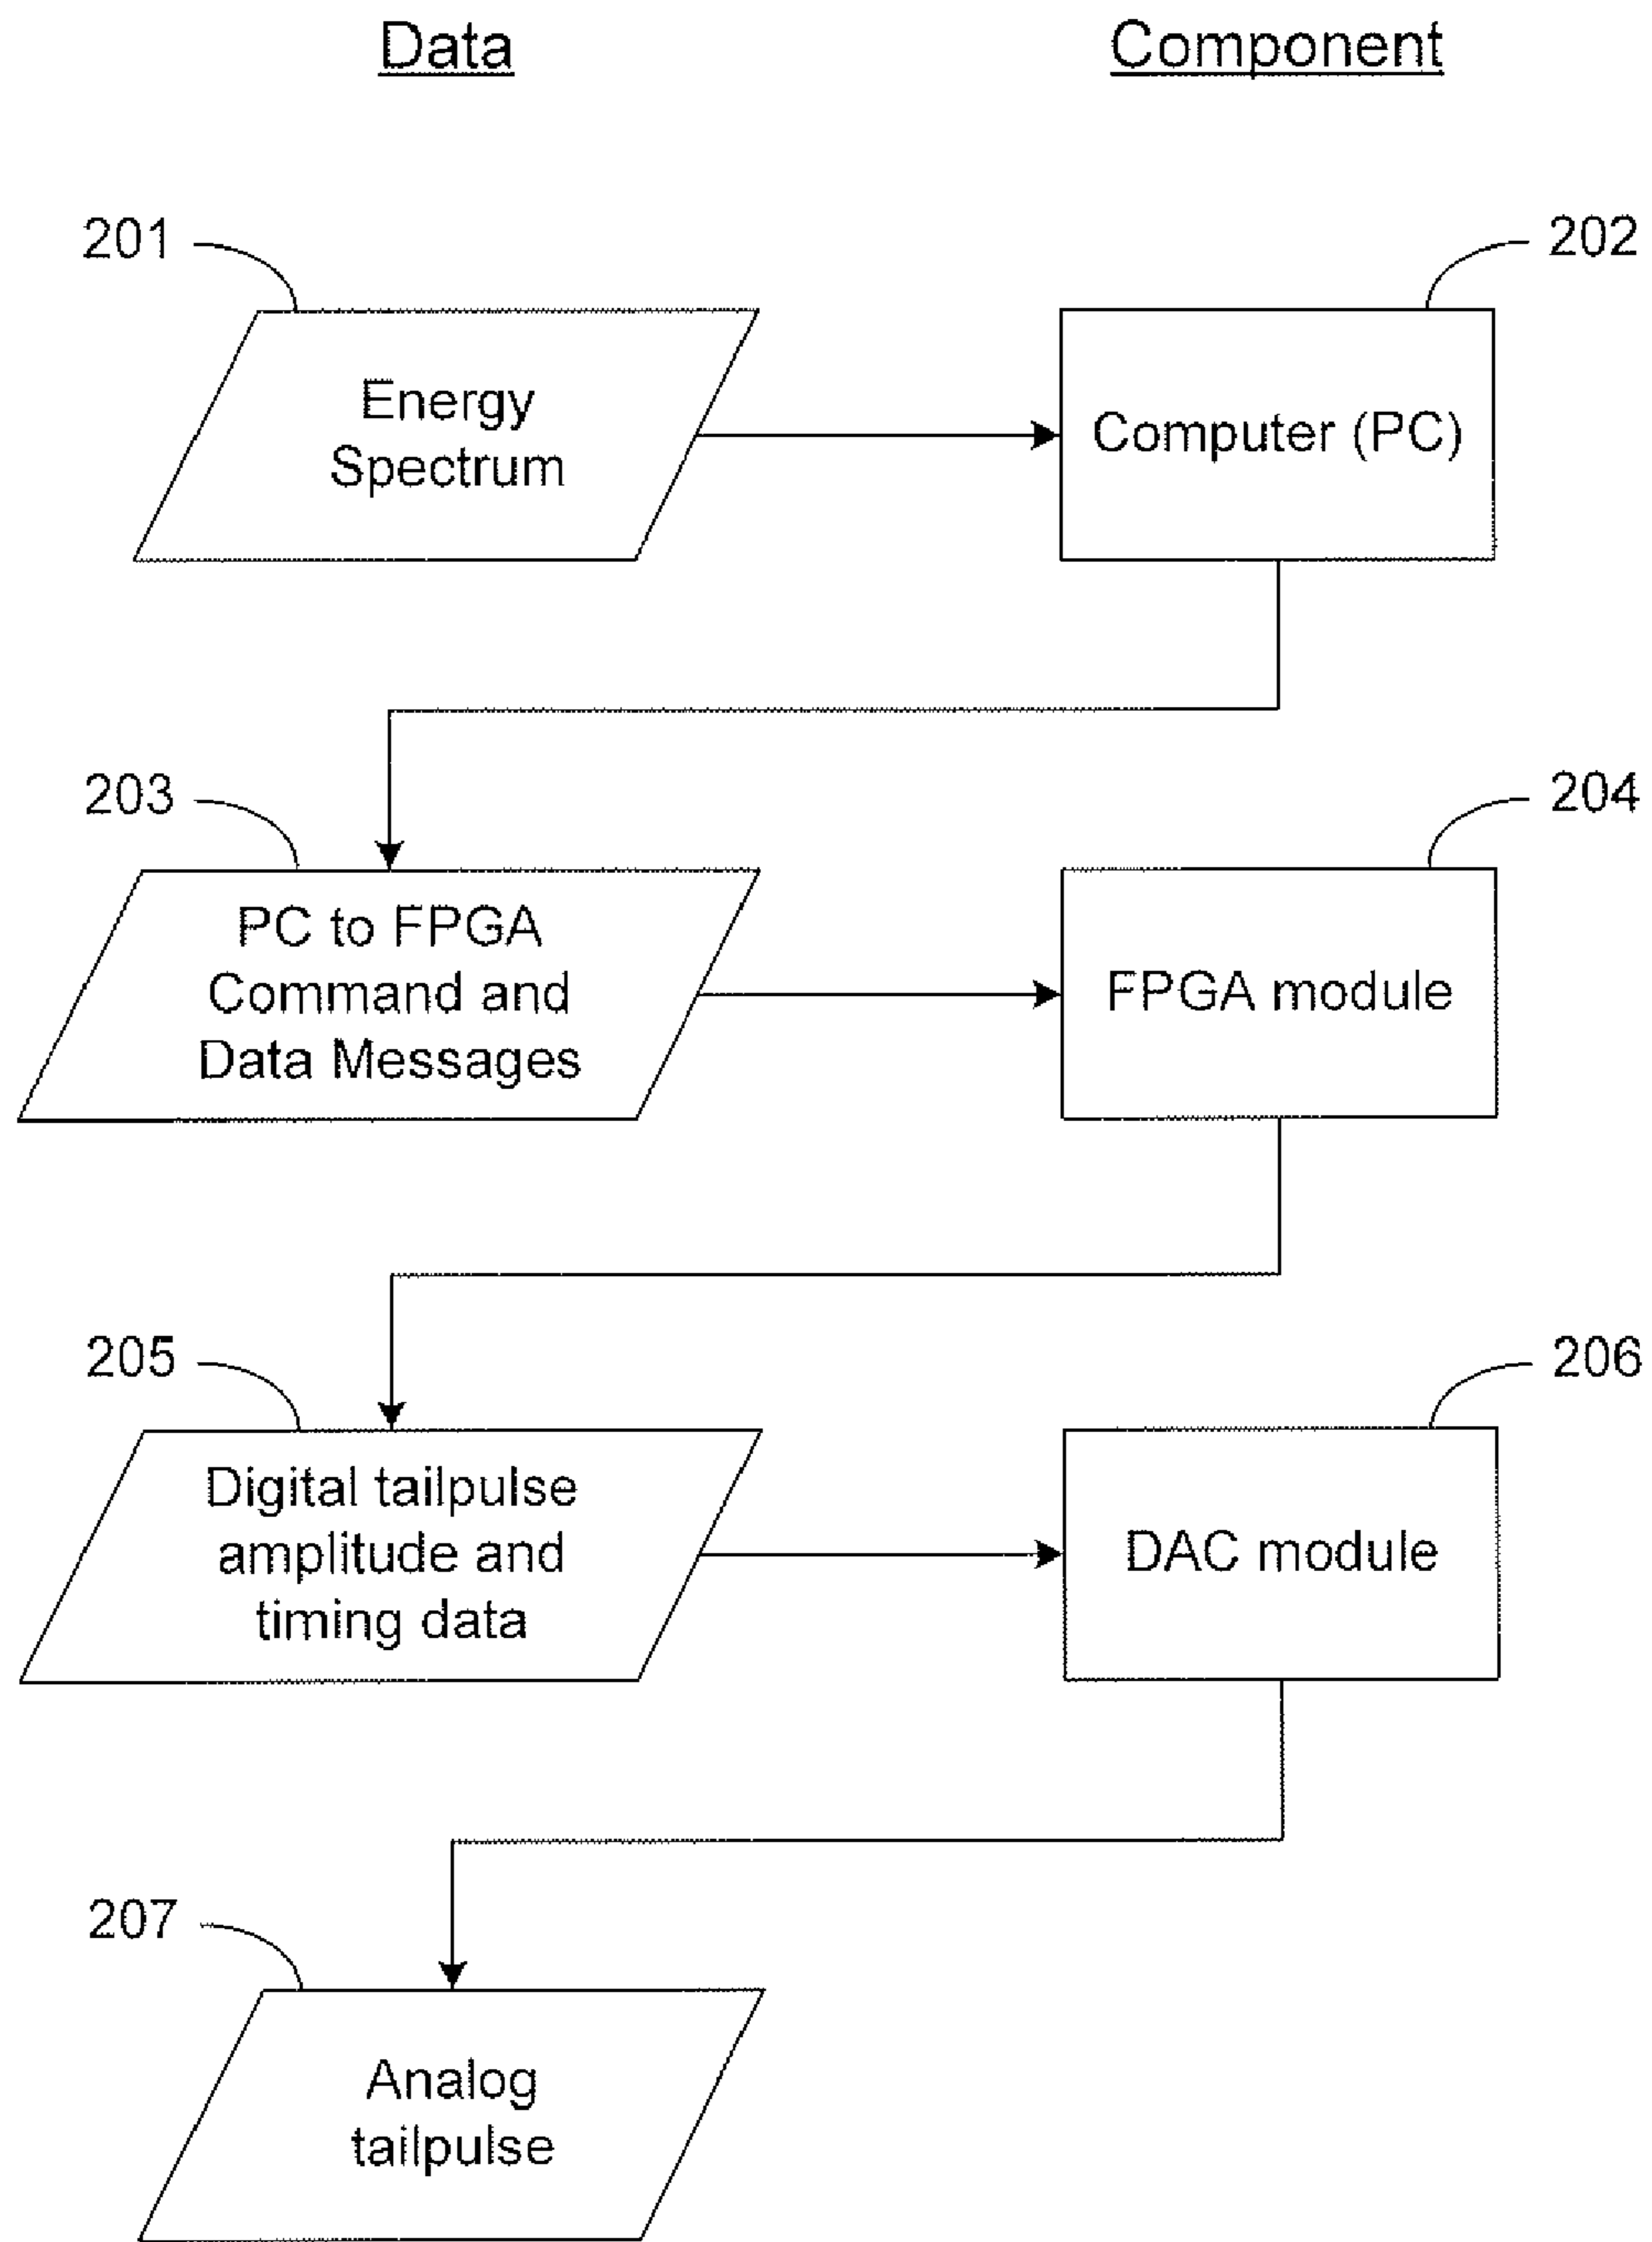 Data
Component
201
202
Energy
Spectrum
Computer (PC)
203
204
PC to FPGA
Command and
Data Messages
FPGA module
205
206
Digital tailpulse
amplitude and
timing data
DAC module
207
Analog
tailpulse